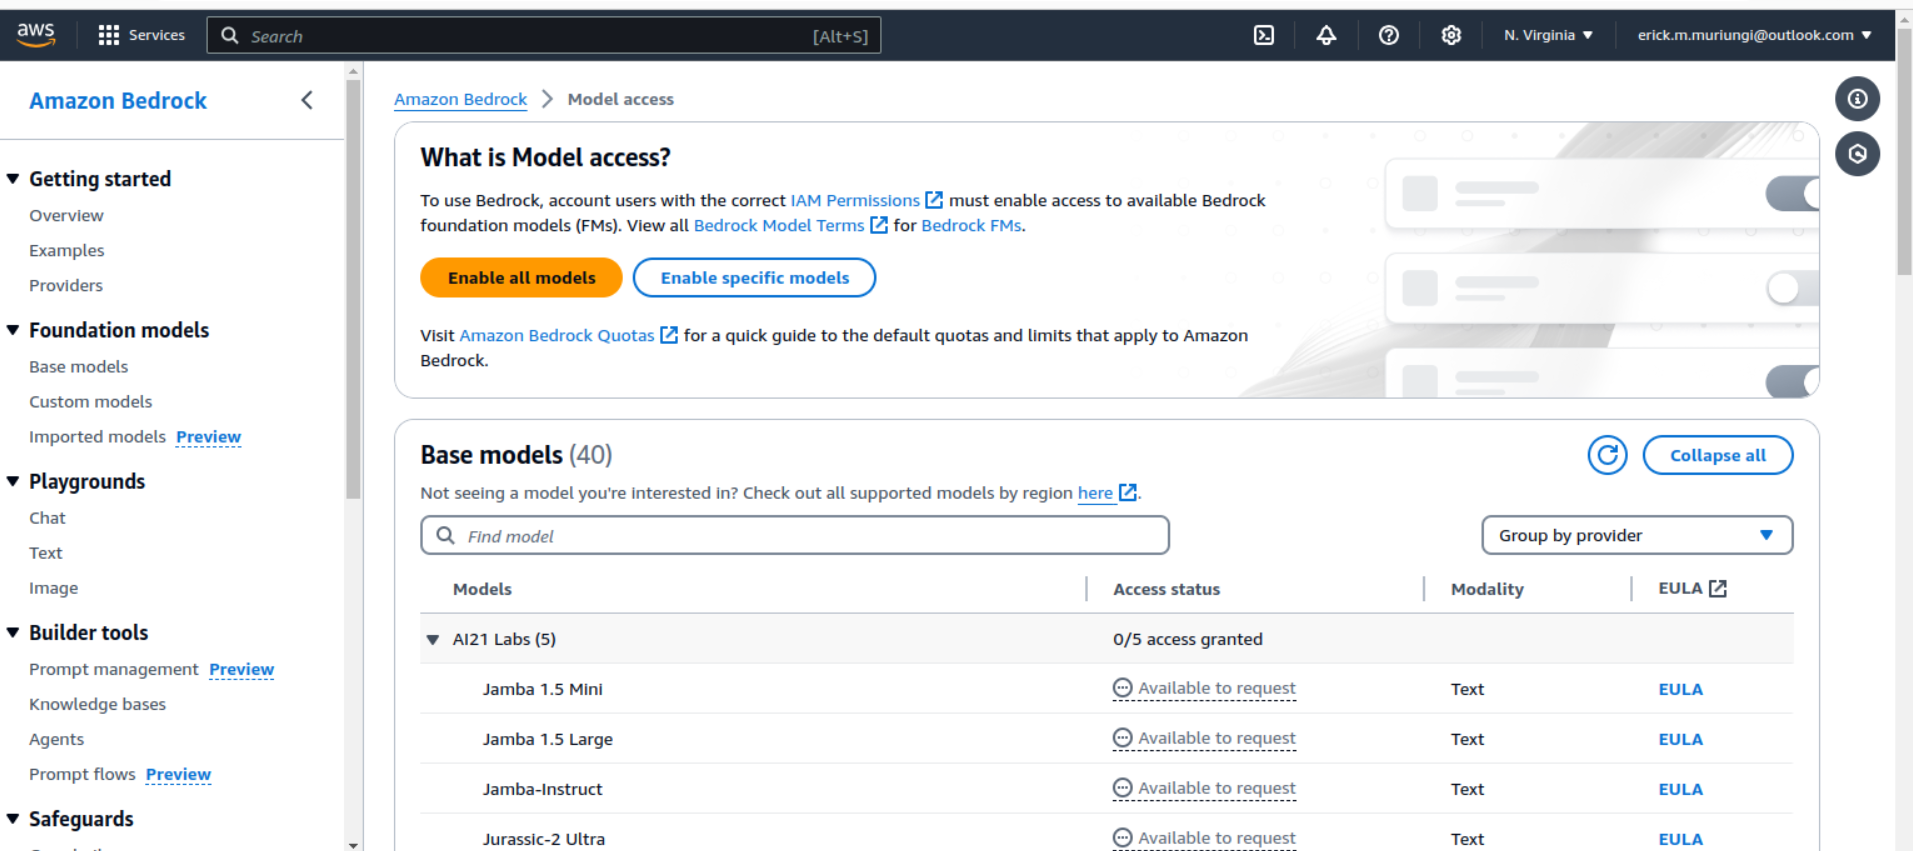 aws
Services
Search
[Alt+S]
N. Virginia
erick.m.muriungi@outlook.com
Amazon Bedrock
Getting started
Overview
Examples
Providers
Foundation models
Base models
Custom models
Imported models Preview
Playgrounds
Chat
Text
Image
Builder tools
Prompt management Preview
Knowledge bases
Agents
Prompt flows Preview
Safeguards
Amazon Bedrock > Model access
What is Model access?
To use Bedrock, account users with the correct IAM Permissions must enable access to available Bedrock
foundation models (FMs). View all Bedrock Model Terms for Bedrock FMs.
Enable all models
Enable specific models
Visit Amazon Bedrock Quotas for a quick guide to the default quotas and limits that apply to Amazon
Bedrock.
Base models (40)
Collapse all
Not seeing a model you're interested in? Check out all supported models by region here.
Find model
Group by provider
Models Access status Modality EULA
AI21 Labs (5) 0/5 access granted
Jamba 1.5 Mini Available to request Text EULA
Jamba 1.5 Large Available to request Text EULA
Jamba-Instruct Available to request Text EULA
Jurassic-2 Ultra Available to request Text EULA